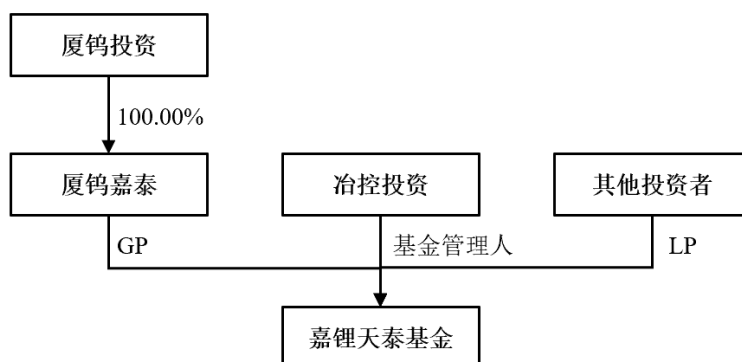 厦钨投资
100.00%
厦钨嘉泰
冶控投资
其他投资者
GP
基金管理人
LP
嘉锂天泰基金